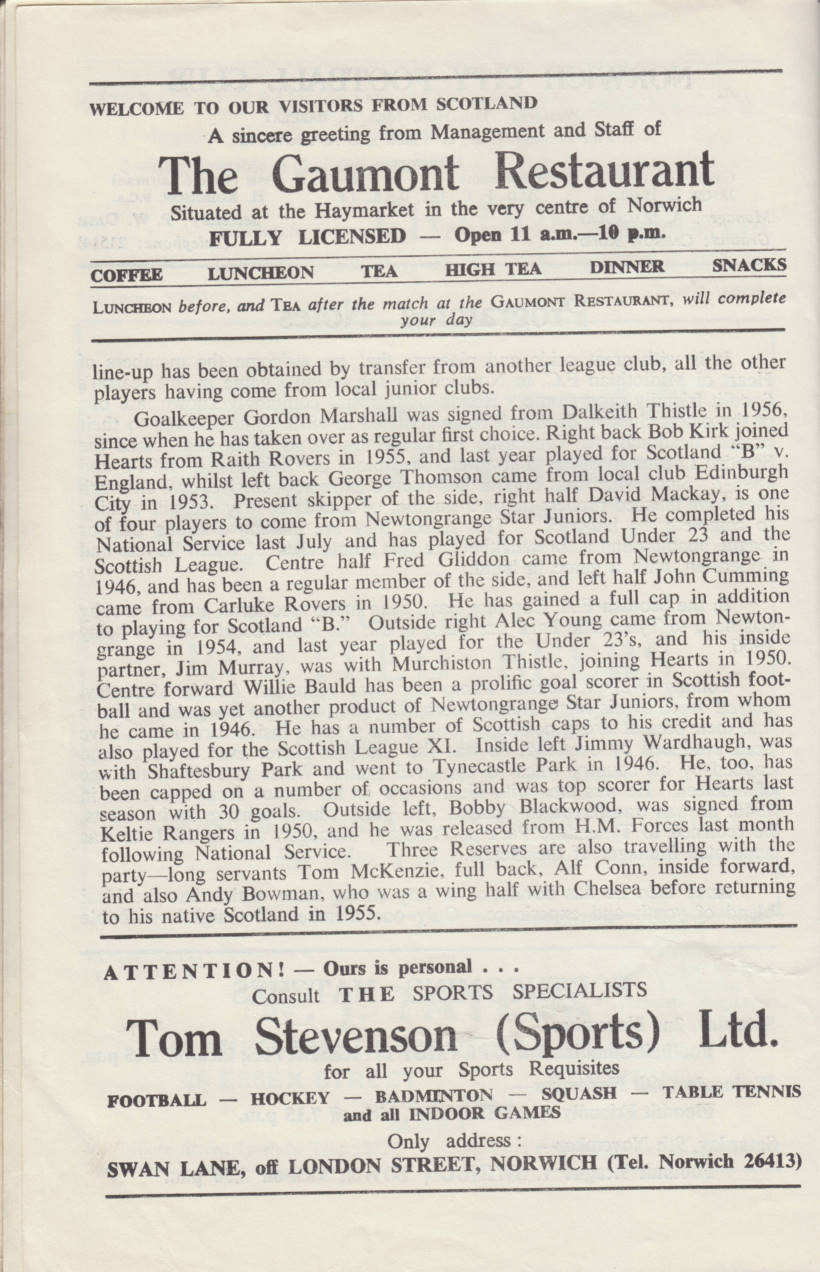 WELCOME TO OUR VISITORS FROM SCOTLAND
A sincere greeting from Management and Staff of
The Gaumont Restaurant
Situated at the Haymarket in the very centre of Norwich
FULLY LICENSED — Open 11 a.m.—10 p.m.
COFFEE LUNCHEON TEA HIGH TEA DINNER SNACKS
LUNCHEON before, and TEA after the match at the GAUMONT RESTAURANT, will complete
your day
line-up has been obtained by transfer from another league club, all the other
players having come from local junior clubs.
Goalkeeper Gordon Marshall was signed from Dalkeith Thistle in 1956,
since when he has taken over as regular first choice. Right back Bob Kirk joined
Hearts from Raith Rovers in 1955, and last year played for Scotland "B" v.
England, whilst left back George Thomson came from local club Edinburgh
City in 1953. Present skipper of the side, right half David Mackay, is one
of four players to come from Newtongrange Star Juniors. He completed his
National Service last July and has played for Scotland Under 23 and the
Scottish League. Centre half Fred Gliddon came from Newtongrange in
1946, and has been a regular member of the side, and left half John Cumming
came from Carluke Rovers in 1950. He has gained a full cap in addition
to playing for Scotland "B." Outside right Alec Young came from Newton-
grange in 1954, and last year played for the Under 23's, and his inside
partner, Jim Murray, was with Murchiston Thistle, joining Hearts in 1950.
Centre forward Willie Bauld has been a prolific goal scorer in Scottish foot-
ball and was yet another product of Newtongrange Star Juniors, from whom
he came in 1946. He has a number of Scottish caps to his credit and has
also played for the Scottish League XI. Inside left Jimmy Wardhaugh, was
with Shaftesbury Park and went to Tynecastle Park in 1946. He, too, has
been capped on a number of occasions and was top scorer for Hearts last
season with 30 goals. Outside left, Bobby Blackwood, was signed from
Keltie Rangers in 1950, and he was released from H.M. Forces last month
following National Service. Three Reserves are also travelling with the
party—long servants Tom McKenzie, full back, Alf Conn, inside forward,
and also Andy Bowman, who was a wing half with Chelsea before returning
to his native Scotland in 1955.
ATTENTION! — Ours is personal . . .
Consult THE SPORTS SPECIALISTS
Tom Stevenson (Sports) Ltd.
for all your Sports Requisites
FOOTBALL — HOCKEY — BADMINTON — SQUASH — TABLE TENNIS
and all INDOOR GAMES
Only address :
SWAN LANE, off LONDON STREET, NORWICH (Tel. Norwich 26413)